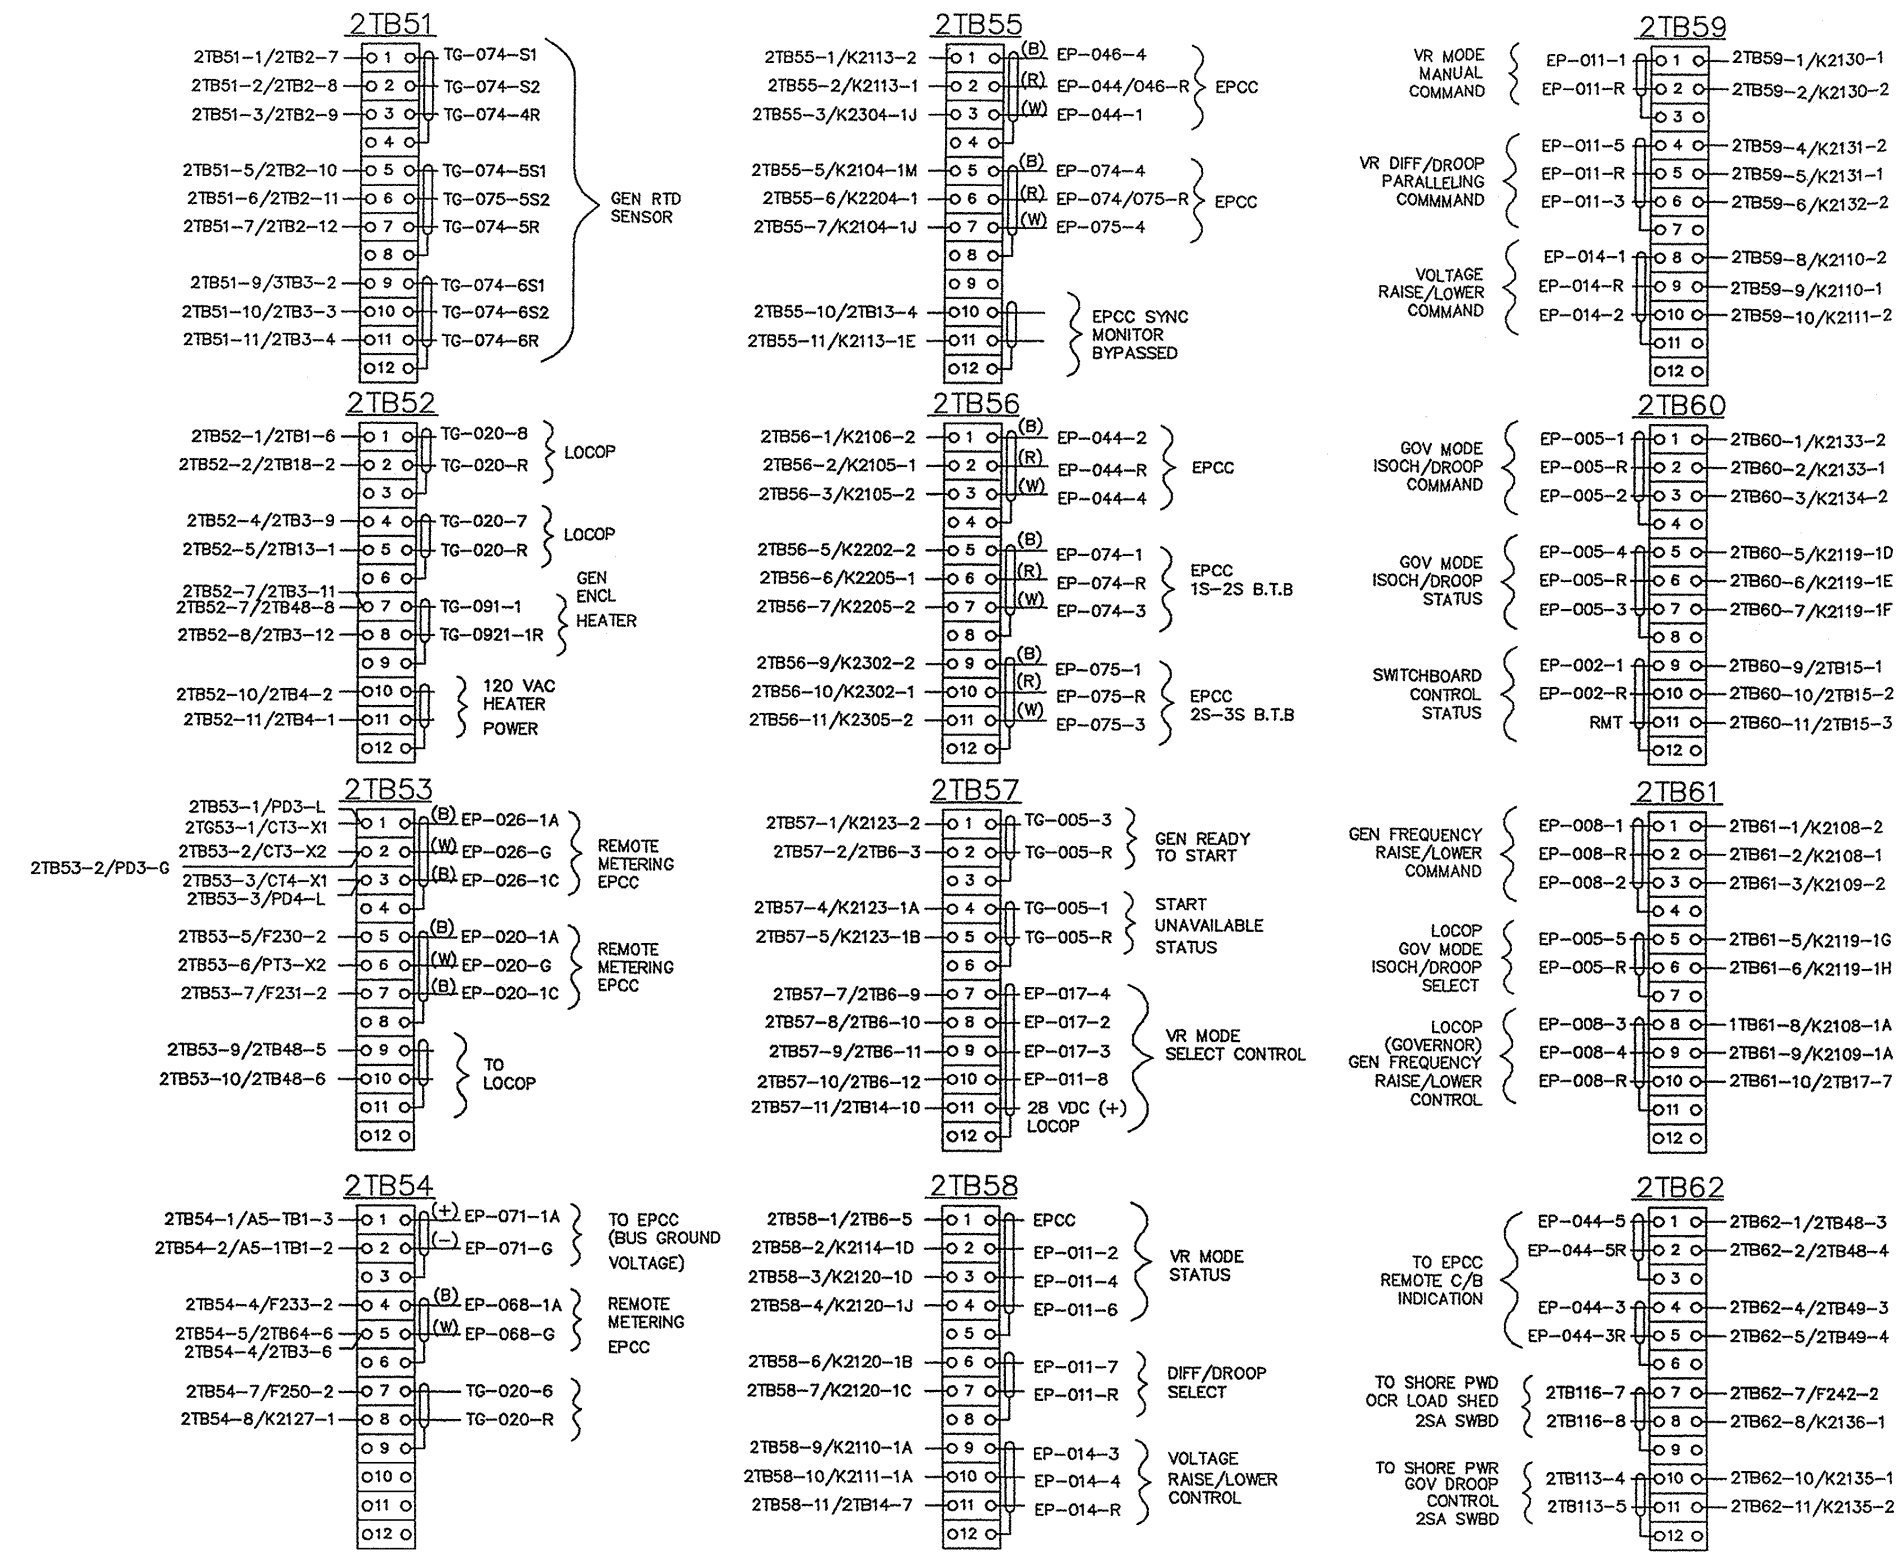 2TB51
2TB51-1/2TB2-7 1 TG-074-S1
2TB51-2/2TB2-8 2 TG-074-S2
2TB51-3/2TB2-9 3 TG-074-4R
4
2TB51-5/2TB2-10 5 TG-074-5S1
2TB51-6/2TB2-11 6 TG-075-5S2
2TB51-7/2TB2-12 7 TG-074-5R
8
2TB51-9/3TB3-2 9 TG-074-6S1
2TB51-10/2TB3-3 10 TG-074-6S2
2TB51-11/2TB3-4 11 TG-074-6R
12
GEN RTD
SENSOR
2TB52
2TB52-1/2TB1-6 1 TG-020-8
2TB52-2/2TB18-2 2 TG-020-R
3
LOCOP
2TB52-4/2TB3-9 4 TG-020-7
2TB52-5/2TB13-1 5 TG-020-R
6
LOCOP
2TB52-7/2TB3-11
2TB52-7/2TB48-8 7 TG-091-1
2TB52-8/2TB3-12 8 TG-0921-1R
9
GEN
ENCL
HEATER
2TB52-10/2TB4-2 10
2TB52-11/2TB4-1 11
12
120 VAC
HEATER
POWER
2TB53
2TB53-1/PD3-L
2TG53-1/CT3-X1 1 (B) EP-026-1A
2TB53-2/CT3-X2 2 (W) EP-026-G
2TB53-2/PD3-G
2TB53-3/CT4-X1 3 (B) EP-026-1C
2TB53-3/PD4-L
4
REMOTE
METERING
EPCC
2TB53-5/F230-2 5 (B) EP-020-1A
2TB53-6/PT3-X2 6 (W) EP-020-G
2TB53-7/F231-2 7 (B) EP-020-1C
8
REMOTE
METERING
EPCC
2TB53-9/2TB48-5 9
2TB53-10/2TB48-6 10
11
12
TO
LOCOP
2TB54
2TB54-1/A5-TB1-3 1 (+) EP-071-1A
2TB54-2/A5-1TB1-2 2 (-) EP-071-G
3
TO EPCC
(BUS GROUND
VOLTAGE)
2TB54-4/F233-2 4 (B) EP-068-1A
2TB54-5/2TB64-6 5 (W) EP-068-G
2TB54-4/2TB3-6
6
REMOTE
METERING
EPCC
2TB54-7/F250-2 7 TG-020-6
2TB54-8/K2127-1 8 TG-020-R
9
10
11
12
2TB55
2TB55-1/K2113-2 1 (B) EP-046-4
2TB55-2/K2113-1 2 (R) EP-044/046-R
2TB55-3/K2304-1J 3 (W) EP-044-1
4
EPCC
2TB55-5/K2104-1M 5 (B) EP-074-4
2TB55-6/K2204-1 6 (R) EP-074/075-R
2TB55-7/K2104-1J 7 (W) EP-075-4
8
EPCC
9
2TB55-10/2TB13-4 10
2TB55-11/K2113-1E 11
12
EPCC SYNC
MONITOR
BYPASSED
2TB56
2TB56-1/K2106-2 1 (B) EP-044-2
2TB56-2/K2105-1 2 (R) EP-044-R
2TB56-3/K2105-2 3 (W) EP-044-4
4
EPCC
2TB56-5/K2202-2 5 (B) EP-074-1
2TB56-6/K2205-1 6 (R) EP-074-R
2TB56-7/K2205-2 7 (W) EP-074-3
8
EPCC
1S-2S B.T.B
2TB56-9/K2302-2 9 (B) EP-075-1
2TB56-10/K2302-1 10 (R) EP-075-R
2TB56-11/K2305-2 11 (W) EP-075-3
12
EPCC
2S-3S B.T.B
2TB57
2TB57-1/K2123-2 1 TG-005-3
2TB57-2/2TB6-3 2 TG-005-R
3
GEN READY
TO START
2TB57-4/K2123-1A 4 TG-005-1
2TB57-5/K2123-1B 5 TG-005-R
6
START
UNAVAILABLE
STATUS
2TB57-7/2TB6-9 7 EP-017-4
2TB57-8/2TB6-10 8 EP-017-2
2TB57-9/2TB6-11 9 EP-017-3
2TB57-10/2TB6-12 10 EP-011-8
2TB57-11/2TB14-10 11 28 VDC (+)
LOCOP
12
VR MODE
SELECT CONTROL
2TB58
2TB58-1/2TB6-5 1 EPCC
2TB58-2/K2114-1D 2 EP-011-2
2TB58-3/K2120-1D 3 EP-011-4
2TB58-4/K2120-1J 4 EP-011-6
5
VR MODE
STATUS
2TB58-6/K2120-1B 6 EP-011-7
2TB58-7/K2120-1C 7 EP-011-R
8
DIFF/DROOP
SELECT
2TB58-9/K2110-1A 9 EP-014-3
2TB58-10/K2111-1A 10 EP-014-4
2TB58-11/2TB14-7 11 EP-014-R
12
VOLTAGE
RAISE/LOWER
CONTROL
2TB59
VR MODE
MANUAL
COMMAND
EP-011-1 1 2TB59-1/K2130-1
EP-011-R 2 2TB59-2/K2130-2
3
VR DIFF/DROOP
PARALLELING
COMMMAND
EP-011-5 4 2TB59-4/K2131-2
EP-011-R 5 2TB59-5/K2131-1
EP-011-3 6 2TB59-6/K2132-2
7
VOLTAGE
RAISE/LOWER
COMMAND
EP-014-1 8 2TB59-8/K2110-2
EP-014-R 9 2TB59-9/K2110-1
EP-014-2 10 2TB59-10/K2111-2
11
12
2TB60
GOV MODE
ISOCH/DROOP
COMMAND
EP-005-1 1 2TB60-1/K2133-2
EP-005-R 2 2TB60-2/K2133-1
EP-005-2 3 2TB60-3/K2134-2
4
GOV MODE
ISOCH/DROOP
STATUS
EP-005-4 5 2TB60-5/K2119-1D
EP-005-R 6 2TB60-6/K2119-1E
EP-005-3 7 2TB60-7/K2119-1F
8
SWITCHBOARD
CONTROL
STATUS
EP-002-1 9 2TB60-9/2TB15-1
EP-002-R 10 2TB60-10/2TB15-2
RMT 11 2TB60-11/2TB15-3
12
2TB61
GEN FREQUENCY
RAISE/LOWER
COMMAND
EP-008-1 1 2TB61-1/K2108-2
EP-008-R 2 2TB61-2/K2108-1
EP-008-2 3 2TB61-3/K2109-2
4
LOCOP
GOV MODE
ISOCH/DROOP
SELECT
EP-005-5 5 2TB61-5/K2119-1G
EP-005-R 6 2TB61-6/K2119-1H
7
LOCOP
(GOVERNOR)
GEN FREQUENCY
RAISE/LOWER
CONTROL
EP-008-3 8 1TB61-8/K2108-1A
EP-008-4 9 2TB61-9/K2109-1A
EP-008-R 10 2TB61-10/2TB17-7
11
12
2TB62
TO EPCC
REMOTE C/B
INDICATION
EP-044-5 1 2TB62-1/2TB48-3
EP-044-5R 2 2TB62-2/2TB48-4
3
EP-044-3 4 2TB62-4/2TB49-3
EP-044-3R 5 2TB62-5/2TB49-4
6
TO SHORE PWD
OCR LOAD SHED
2SA SWBD
2TB116-7 7 2TB62-7/F242-2
2TB116-8 8 2TB62-8/K2136-1
9
TO SHORE PWR
GOV DROOP
CONTROL
2SA SWBD
2TB113-4 10 2TB62-10/K2135-1
2TB113-5 11 2TB62-11/K2135-2
12